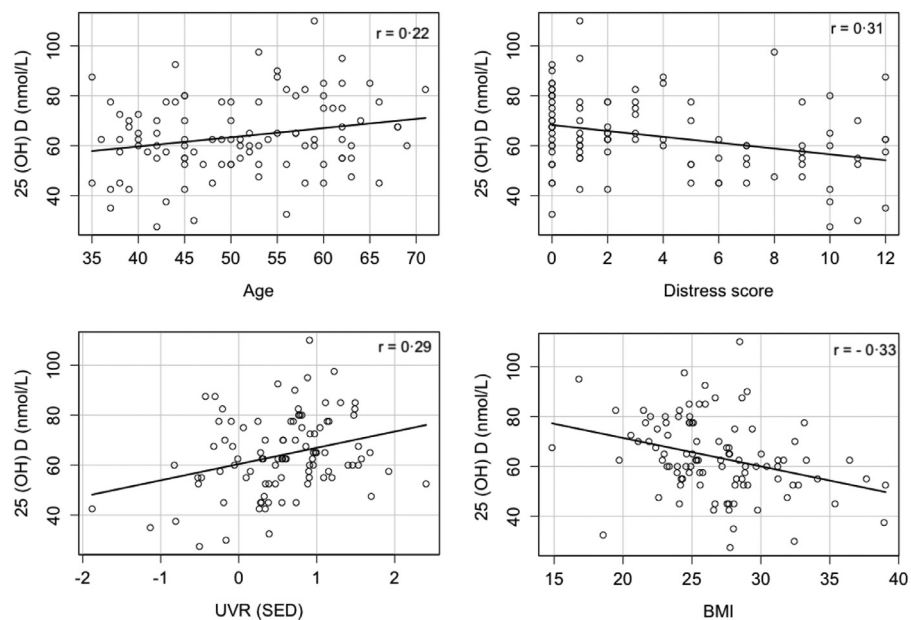 r = 0·22
100
80
60
40
25 (OH) D (nmol/L)
35 40 45 50 55 60 65 70
Age
r = 0·31
100
80
60
40
25 (OH) D (nmol/L)
0 2 4 6 8 10 12
Distress score
r = 0·29
100
80
60
40
25 (OH) D (nmol/L)
-2 -1 0 1 2
UVR (SED)
r = - 0·33
100
80
60
40
25 (OH) D (nmol/L)
15 20 25 30 35 40
BMI